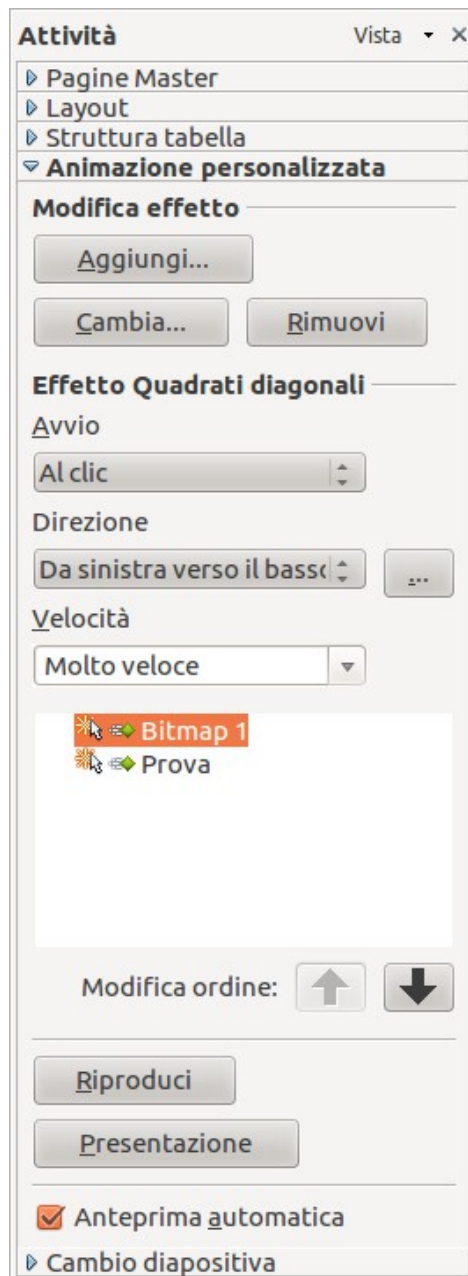 Attività Vista
Pagine Master
Layout
Struttura tabella
Animazione personalizzata
Modifica effetto
Aggiungi...
Cambia... Rimuovi
Effetto Quadrati diagonali
Avvio
Al clic
Direzione
Da sinistra verso il basso ...
Velocità
Molto veloce
Bitmap 1
Prova
Modifica ordine:
Riproduci
Presentazione
Anteprima automatica
Cambio diapositiva